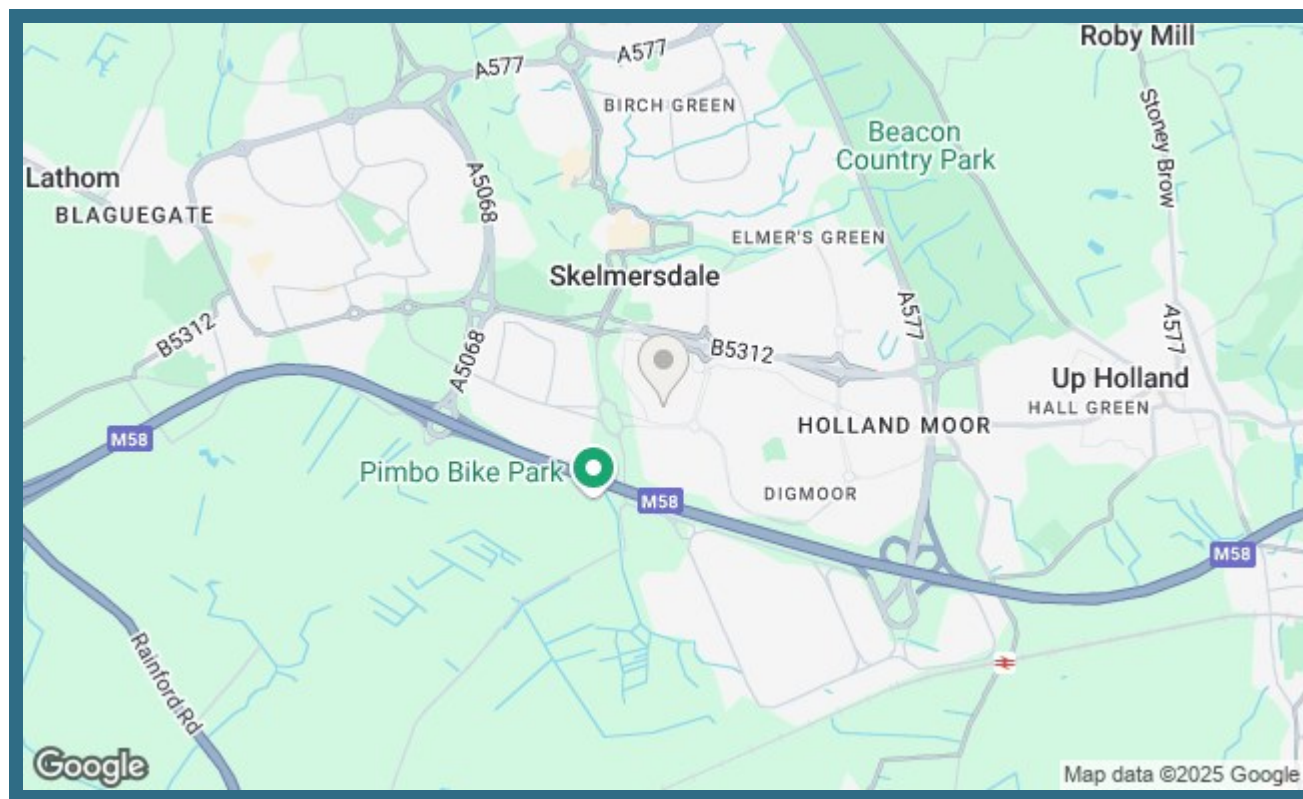 Roby Mill
A577
A577
BIRCH GREEN
Stoney Brow
Beacon
Country Park
Lathom
A5068
BLAGUEGATE
ELMER'S GREEN
Skelmersdale
A577
A577
B5312
B5312
A5068
Up Holland
HALL GREEN
HOLLAND MOOR
M58
Pimbo Bike Park
DIGMOOR
M58
M58
Rainford Rd
Google
Map data ©2025 Google